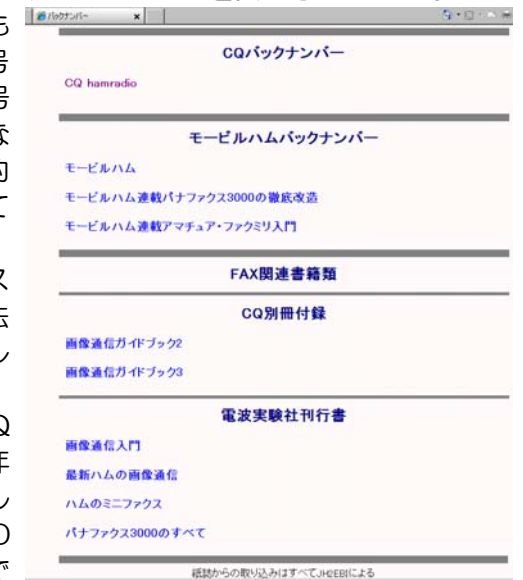 バックナンバー
CQバックナンバー
CQ hamradio
モービルハムバックナンバー
モービルハム
モービルハム連載パナファクス3000の徹底改造
モービルハム連載アマチュア・ファクミリ入門
FAX関連書籍類
CQ別冊付録
画像通信ガイドブック2
画像通信ガイドブック3
電波実験社刊行書
画像通信入門
最新ハムの画像通信
ハムのミニファクス
パナファクス3000のすべて
紙誌からの取り込みはすべてJH2EBIによる